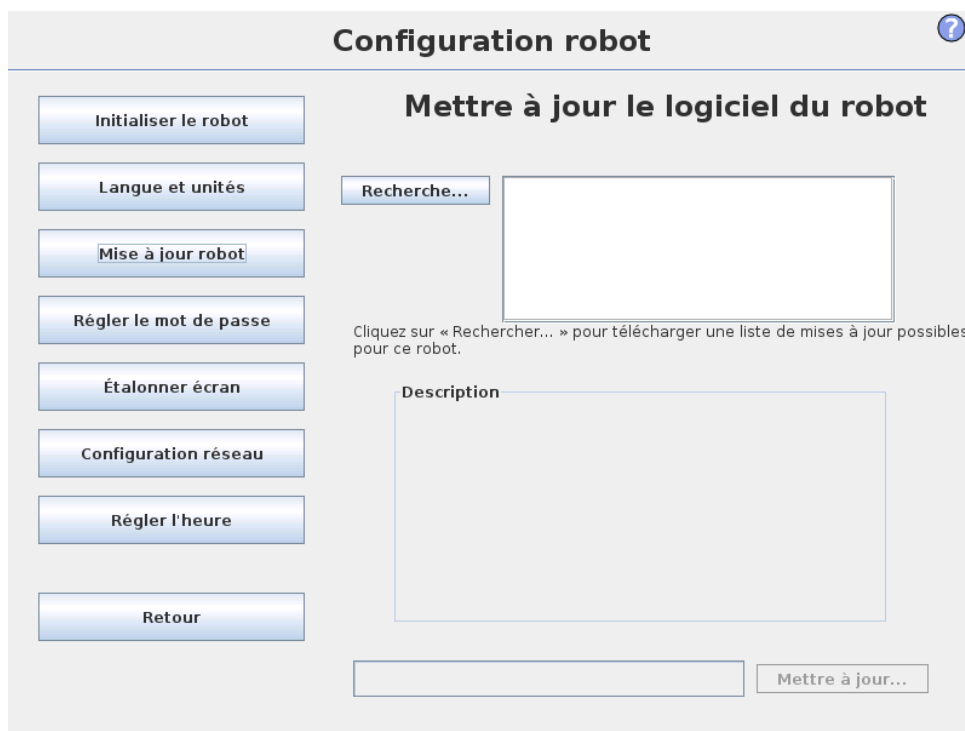 Configuration robot
?
Mettre à jour le logiciel du robot
Initialiser le robot
Langue et unités
Mise à jour robot
Régler le mot de passe
Étalonner écran
Configuration réseau
Régler l'heure
Retour
Recherche...
Cliquez sur « Rechercher... » pour télécharger une liste de mises à jour possibles
pour ce robot.
Description
Mettre à jour...